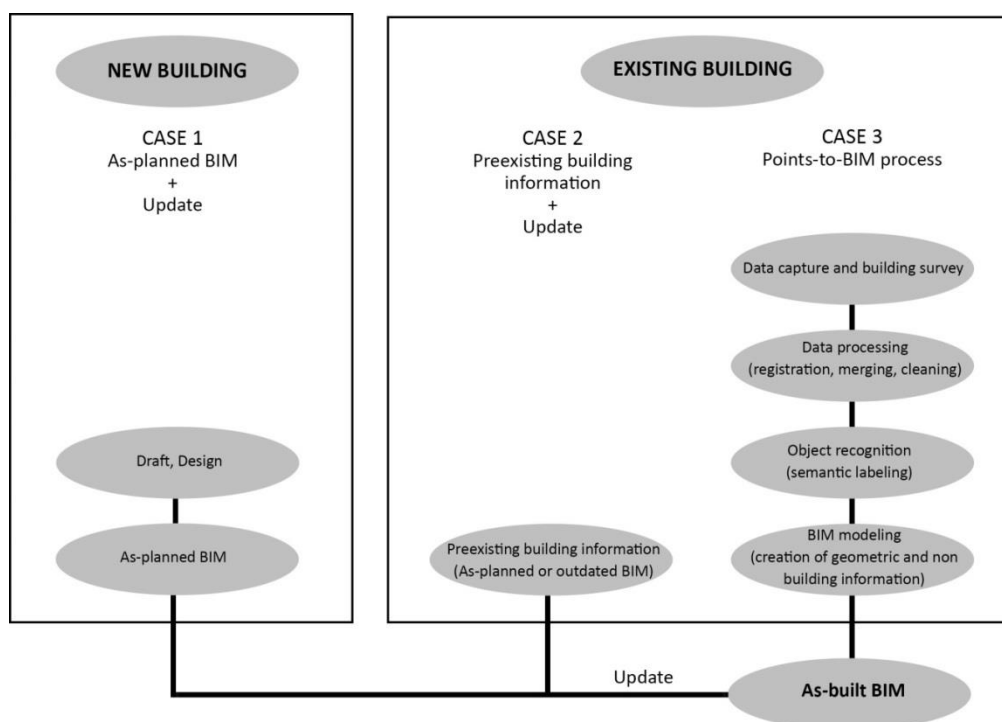 NEW BUILDING
CASE 1
As-planned BIM
+
Update
Draft, Design
As-planned BIM
EXISTING BUILDING
CASE 2
Preexisting building
information
+
Update
Preexisting building information
(As-planned or outdated BIM)
CASE 3
Points-to-BIM process
Data capture and building survey
Data processing
(registration, merging, cleaning)
Object recognition
(semantic labeling)
BIM modeling
(creation of geometric and non
building information)
Update
As-built BIM